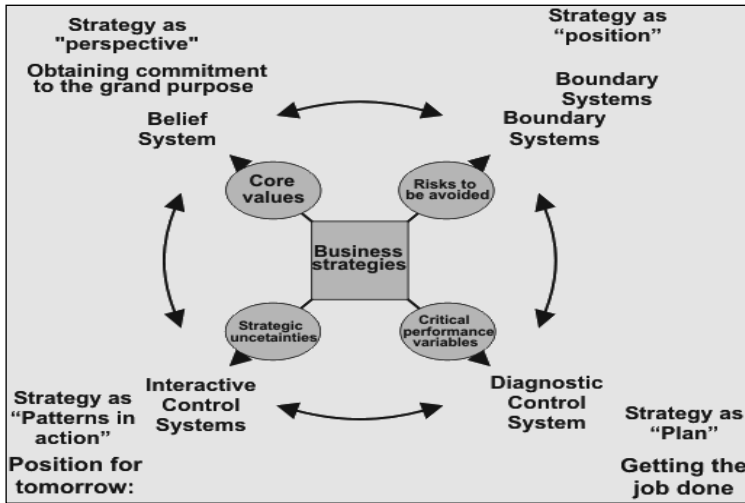 Strategy as
"perspective"
Obtaining commitment
to the grand purpose
Belief
System
Strategy as
“position”
Boundary
Systems
Boundary
Systems
Core
values
Risks to
be avoided
Business
strategies
Strategic
uncetainties
Critical
performance
variables
Strategy as
“Patterns in
action”
Interactive
Control
Systems
Diagnostic
Control
System
Strategy as
“Plan”
Position for
tomorrow:
Getting the
job done